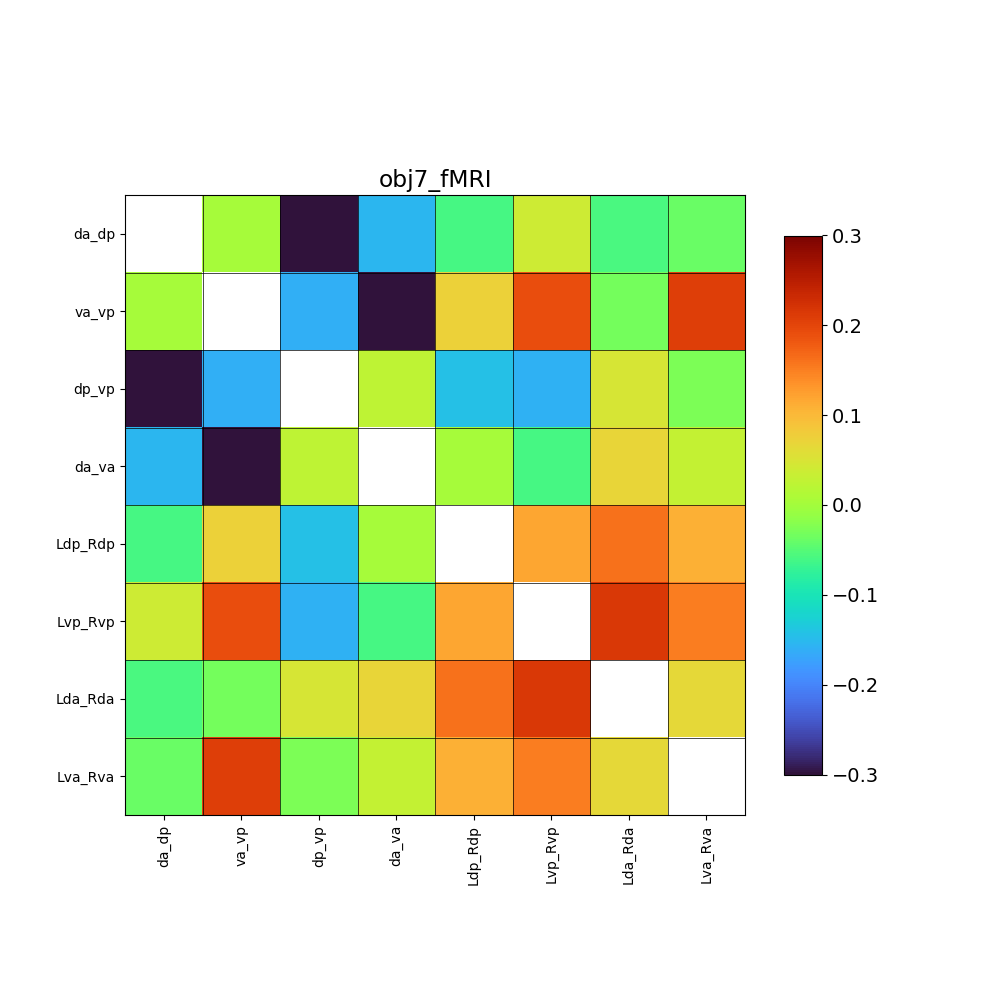 obj7_fMRI
da_dp
va_vp
dp_vp
da_va
Ldp_Rdp
Lvp_Rvp
Lda_Rda
Lva_Rva
da_dp
va_vp
dp_vp
da_va
Ldp_Rdp
Lvp_Rvp
Lda_Rda
Lva_Rva
0.3
0.2
0.1
0.0
−0.1
−0.2
−0.3